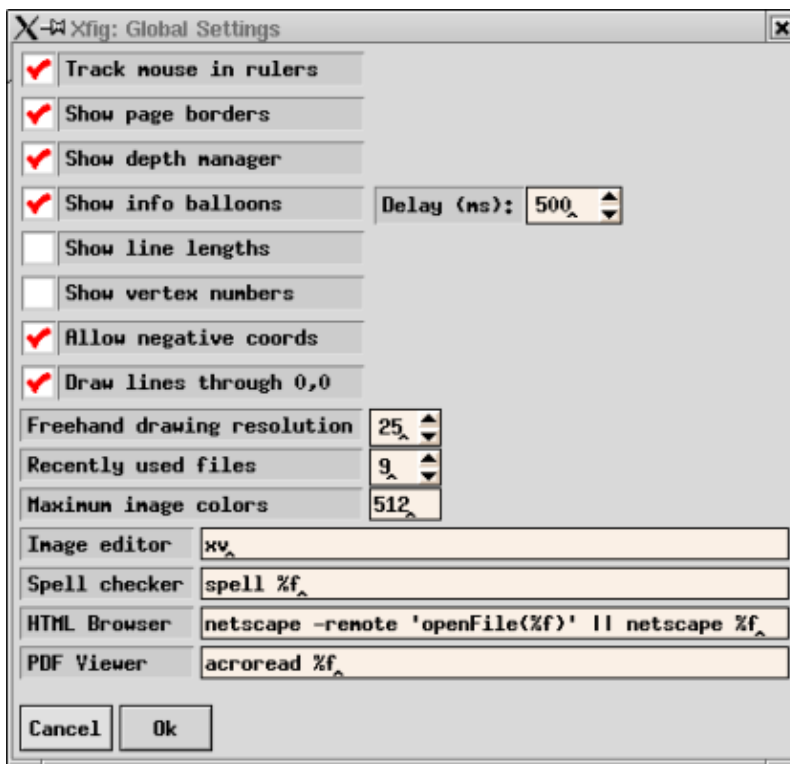 Xfig: Global Settings
Track mouse in rulers
Show page borders
Show depth manager
Show info balloons Delay (ms): 500
Show line lengths
Show vertex numbers
Allow negative coords
Draw lines through 0,0
Freehand drawing resolution 25
Recently used files 9
Maximum image colors 512
Image editor xv
Spell checker spell %f
HTML Browser netscape -remote 'openFile(%f)' || netscape %f
PDF Viewer acroread %f
Cancel Ok